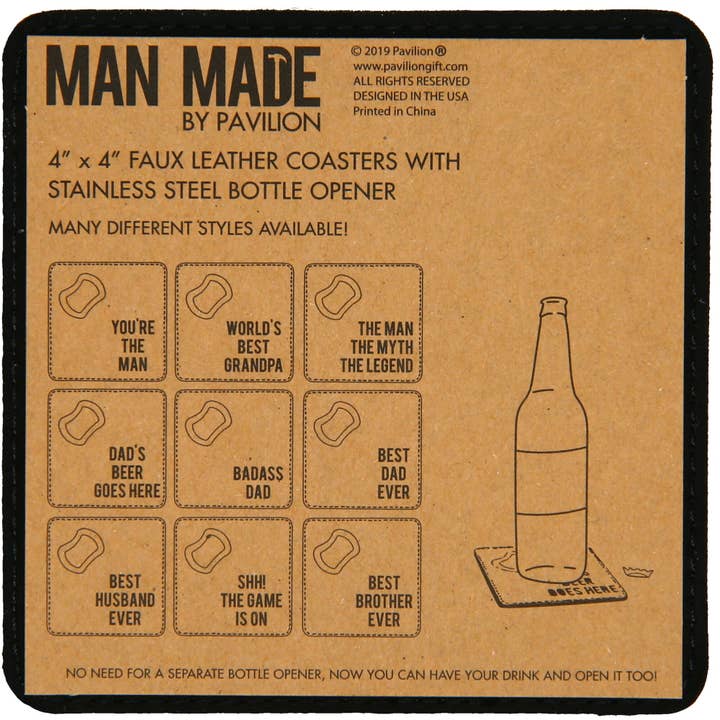 MAN MADE
BY PAVILION
© 2019 Pavilion®
www.paviliongift.com
ALL RIGHTS RESERVED
DESIGNED IN THE USA
Printed in China
4” x 4” FAUX LEATHER COASTERS WITH
STAINLESS STEEL BOTTLE OPENER
MANY DIFFERENT STYLES AVAILABLE!
YOU'RE
THE
MAN
WORLD'S
BEST
GRANDPA
THE MAN
THE MYTH
THE LEGEND
DAD'S
BEER
GOES HERE
BADASS
DAD
BEST
DAD
EVER
BEST
HUSBAND
EVER
SHH!
THE GAME
IS ON
BEST
BROTHER
EVER
BEER
GOES HERE
NO NEED FOR A SEPARATE BOTTLE OPENER, NOW YOU CAN HAVE YOUR DRINK AND OPEN IT TOO!